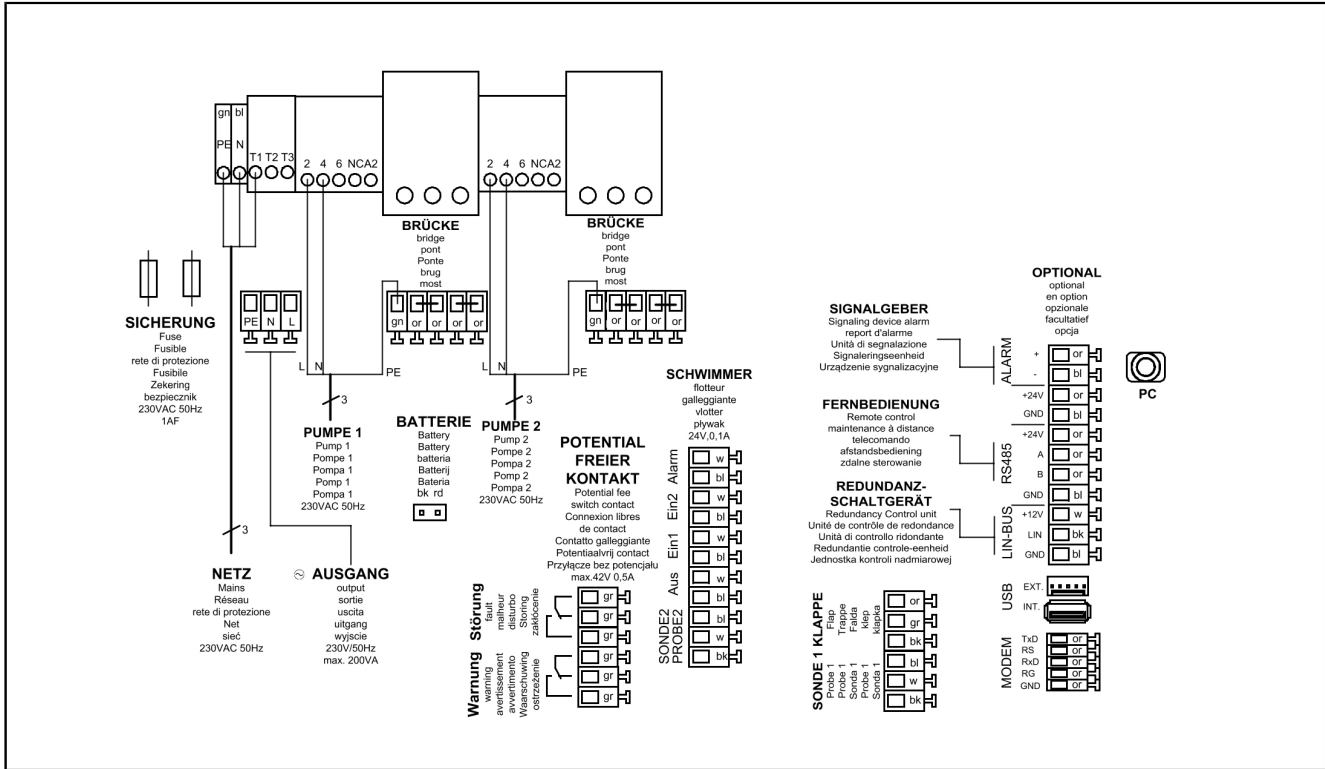 gn bl
PE N
T1 T2 T3
2 4 6 NCA2
2 4 6 NCA2
BRÜCKE
bridge
pont
Ponte
brug
most
BRÜCKE
bridge
pont
Ponte
brug
most
SICHERUNG
Fuse
Fusible
rete di protezione
Fusibile
Zekering
bezpiecznik
230VAC 50Hz
1AF
PE N L
gn or or or or
gn or or or or
L N PE
L N PE
3
3
3
PUMPE 1
Pump 1
Pompe 1
Pompa 1
Pomp 1
Pompa 1
230VAC 50Hz
BATTERIE
Battery
Battery
batteria
Batterij
Bateria
bk rd
PUMPE 2
Pump 2
Pompe 2
Pompa 2
Pomp 2
Pompa 2
230VAC 50Hz
NETZ
Mains
Réseau
rete di protezione
Net
sieć
230VAC 50Hz
AUSGANG
output
sortie
uscita
uitgang
wyjscie
230V/50Hz
max. 200VA
POTENTIAL
FREIER
KONTAKT
Potential fee
switch contact
Connexion libres
de contact
Contatto galleggiante
Potentiaalvrij contact
Przyłącze bez potencjału
max.42V 0,5A
Störung
fault
malheur
disturbo
Storing
zakłócenie
gr
gr
gr
Warnung
warning
avertissement
avvertimento
Waarschuwing
ostrzeżenie
gr
gr
gr
SCHWIMMER
flotteur
galleggiante
vlotter
pływak
24V,0,1A
Alarm
w
bl
Ein2
w
bl
Ein1
w
bl
Aus
w
bl
SONDE2
PROBE2
bl
w
bk
SIGNALGEBER
Signaling device alarm
report d'alarme
Unità di segnalazione
Signaleringseenheid
Urządzenie sygnalizacyjne
FERNBEDIENUNG
Remote control
maintenance à distance
telecomando
afstandsbediening
zdalne sterowanie
REDUNDANZ-
SCHALTGERÄT
Redundancy Control unit
Unité de contrôle de redondance
Unità di controllo ridondante
Redundantie controle-eenheid
Jednostka kontroli nadmiarowej
KLAPPE
Flap
Trappe
Falda
klep
klapka
or
gr
bk
SONDE 1
Probe 1
Probe 1
Sonda 1
Probe 1
Sonda 1
bl
w
bk
OPTIONAL
optional
en option
opzionale
facultatief
opcja
ALARM
+ or
- bl
+24V or
GND bl
RS485
+24V or
A or
B or
GND bl
LIN-BUS
+12V w
LIN bk
GND bl
PC
USB
EXT.
INT.
MODEM
TxD or
RS or
RxD or
RG or
GND or